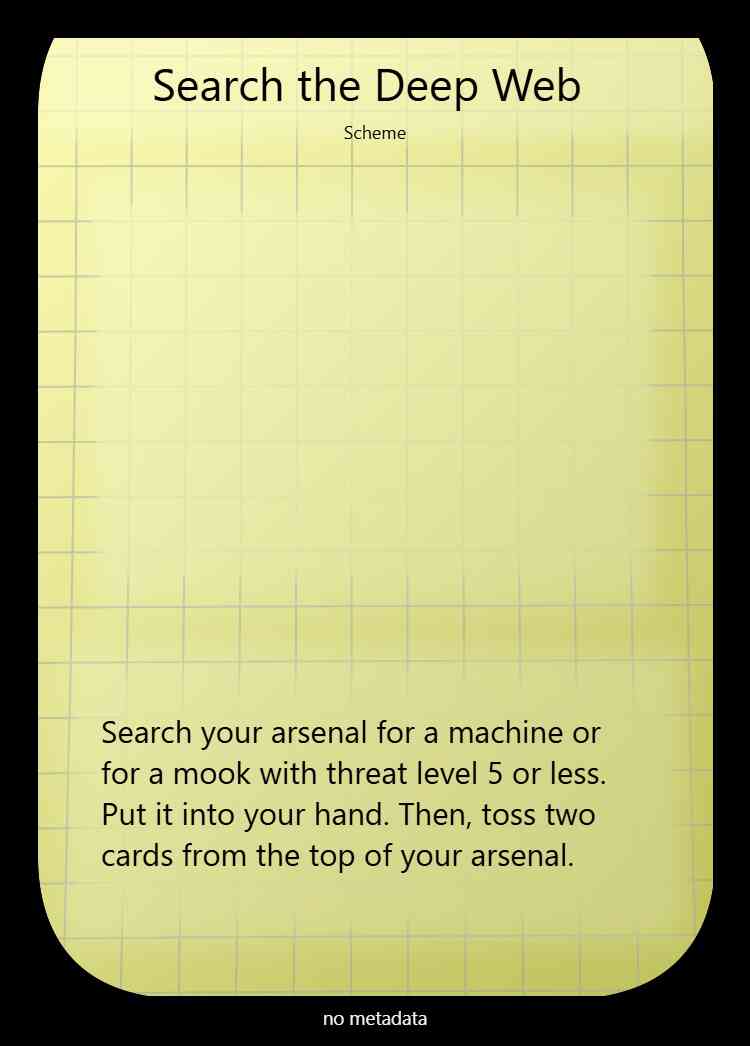 Search the Deep Web
Scheme
Search your arsenal for a machine or
for a mook with threat level 5 or less.
Put it into your hand. Then, toss two
cards from the top of your arsenal.
no metadata